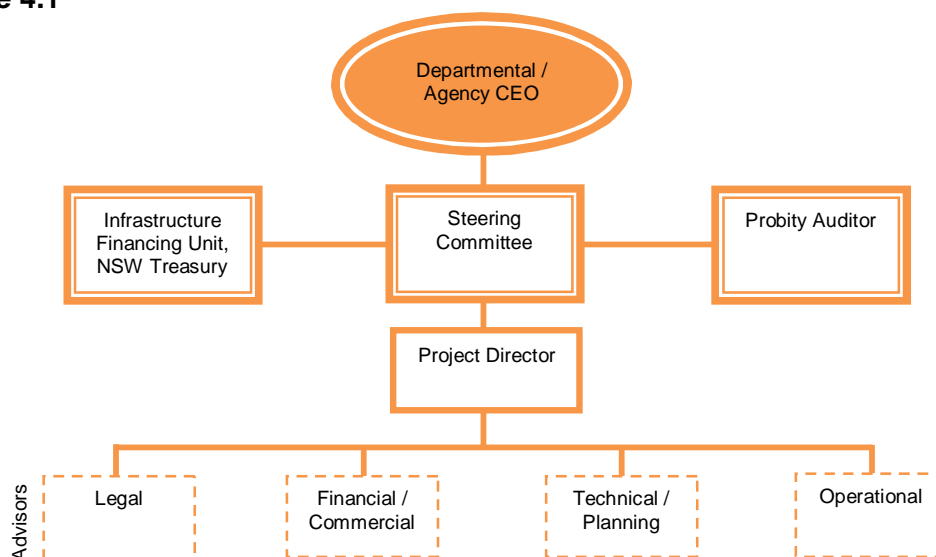 4.1
Departmental /
Agency CEO
Infrastructure
Financing Unit,
NSW Treasury
Steering
Committee
Probity Auditor
Project Director
Advisors
Legal
Financial /
Commercial
Technical /
Planning
Operational